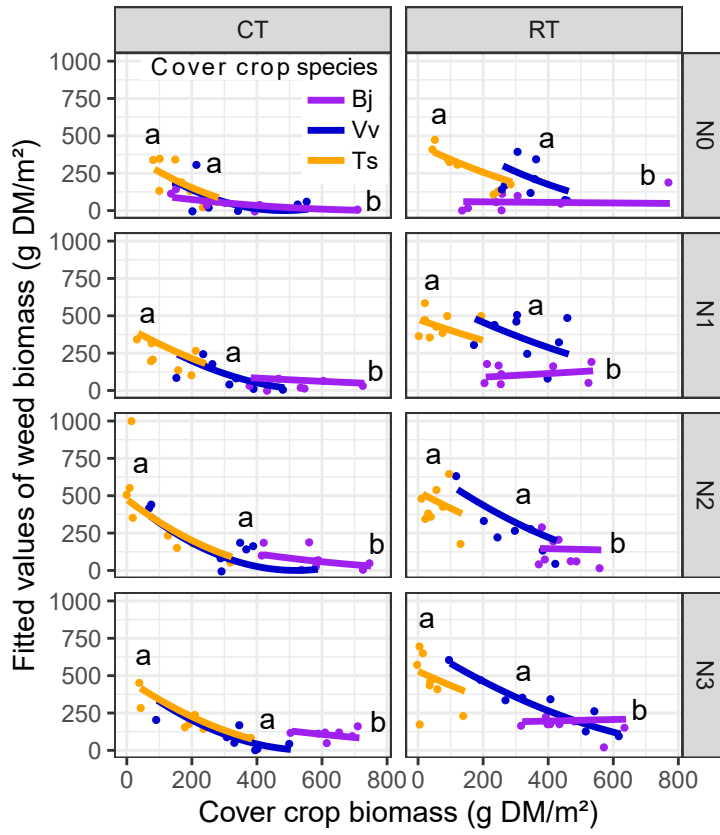 CT
RT
Cover crop species
Bj
Vv
Ts
Fitted values of weed biomass (g DM/m²)
1000
750
500
250
0
a
a
b
a
a
b
N0
1000
750
500
250
0
a
a
b
a
a
b
N1
1000
750
500
250
0
a
a
b
a
a
b
N2
1000
750
500
250
0
a
a
b
a
a
b
N3
0 200 400 600 800 0 200 400 600 800
Cover crop biomass (g DM/m²)